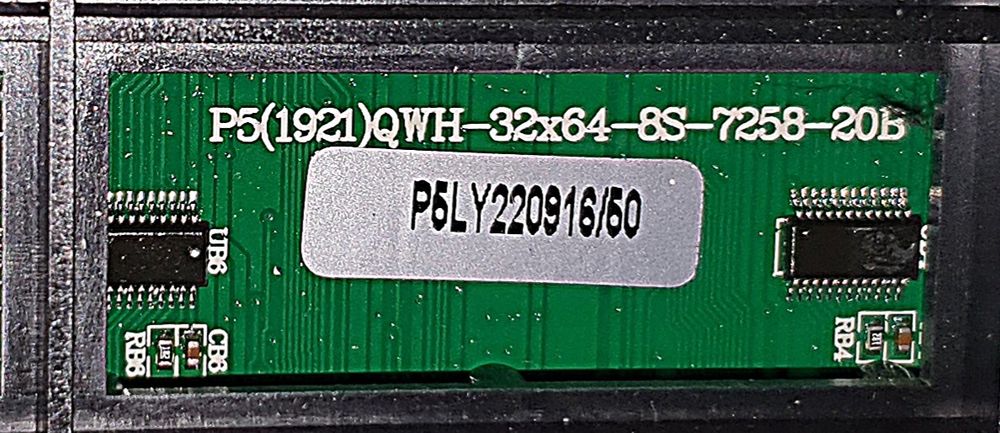 P5(1921)QWH-32x64-8S-7258-20B
P5LY220916/50
UB6
RB6
CB6
RB4